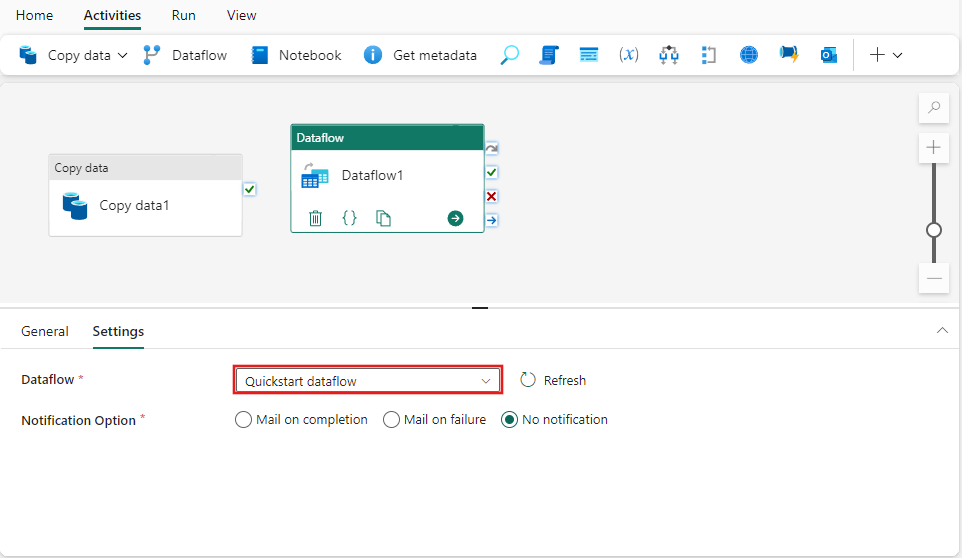 Home Activities Run View
Copy data Dataflow Notebook Get metadata (x)
Dataflow
Copy data
Dataflow1
Copy data1
{}
General Settings
Dataflow * Quickstart dataflow Refresh
Notification Option * Mail on completion Mail on failure No notification